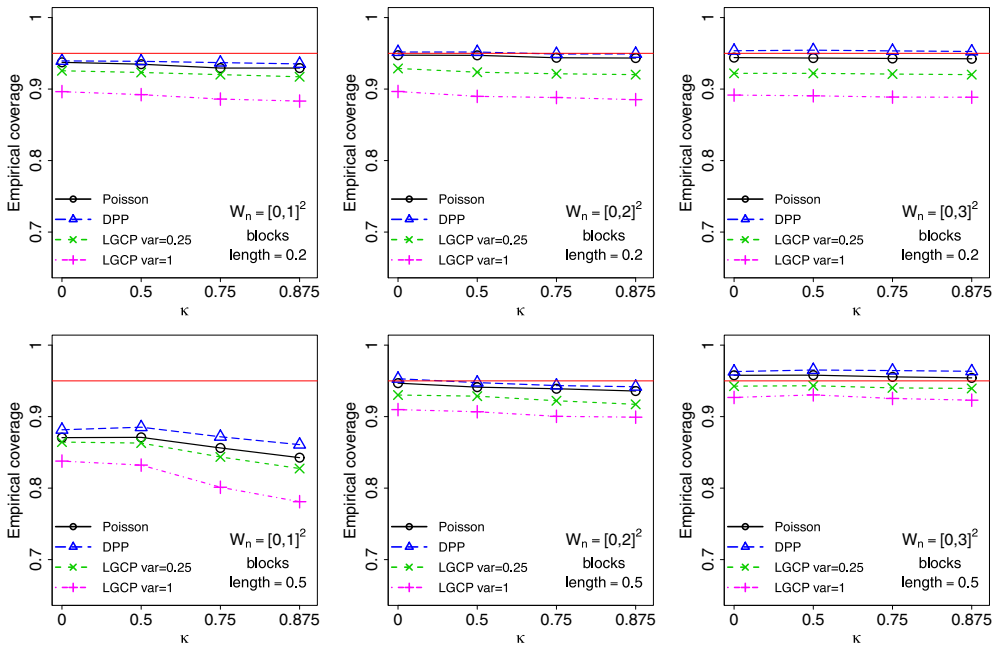 Empirical coverage
1
0.9
0.8
0.7
Poisson
DPP
LGCP var=0.25
LGCP var=1
W_n = [0,1]²
blocks
length = 0.2
0 0.5 0.75 0.875
κ
Empirical coverage
1
0.9
0.8
0.7
Poisson
DPP
LGCP var=0.25
LGCP var=1
W_n = [0,2]²
blocks
length = 0.2
0 0.5 0.75 0.875
κ
Empirical coverage
1
0.9
0.8
0.7
Poisson
DPP
LGCP var=0.25
LGCP var=1
W_n = [0,3]²
blocks
length = 0.2
0 0.5 0.75 0.875
κ
Empirical coverage
1
0.9
0.8
0.7
Poisson
DPP
LGCP var=0.25
LGCP var=1
W_n = [0,1]²
blocks
length = 0.5
0 0.5 0.75 0.875
κ
Empirical coverage
1
0.9
0.8
0.7
Poisson
DPP
LGCP var=0.25
LGCP var=1
W_n = [0,2]²
blocks
length = 0.5
0 0.5 0.75 0.875
κ
Empirical coverage
1
0.9
0.8
0.7
Poisson
DPP
LGCP var=0.25
LGCP var=1
W_n = [0,3]²
blocks
length = 0.5
0 0.5 0.75 0.875
κ